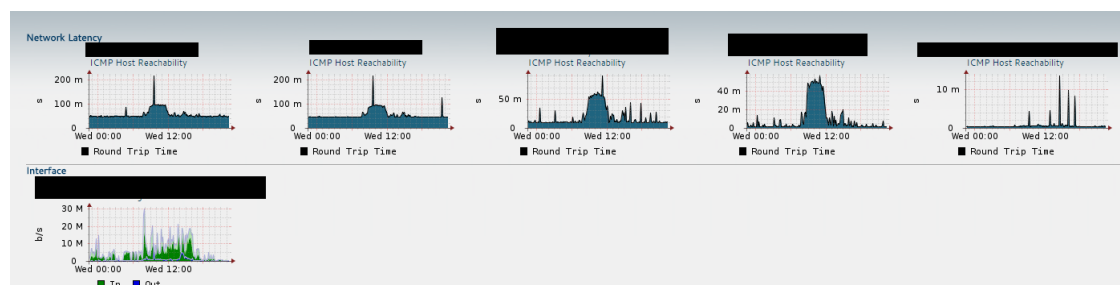 Network Latency
ICMP Host Reachability
200 m
100 m
0
s
Wed 00:00 Wed 12:00
Round Trip Time
ICMP Host Reachability
200 m
100 m
0
s
Wed 00:00 Wed 12:00
Round Trip Time
ICMP Host Reachability
50 m
0
s
Wed 00:00 Wed 12:00
Round Trip Time
ICMP Host Reachability
40 m
20 m
0
s
Wed 00:00 Wed 12:00
Round Trip Time
ICMP Host Reachability
10 m
0
s
Wed 00:00 Wed 12:00
Round Trip Time
Interface
30 M
20 M
10 M
0
b/s
Wed 00:00 Wed 12:00
In Out